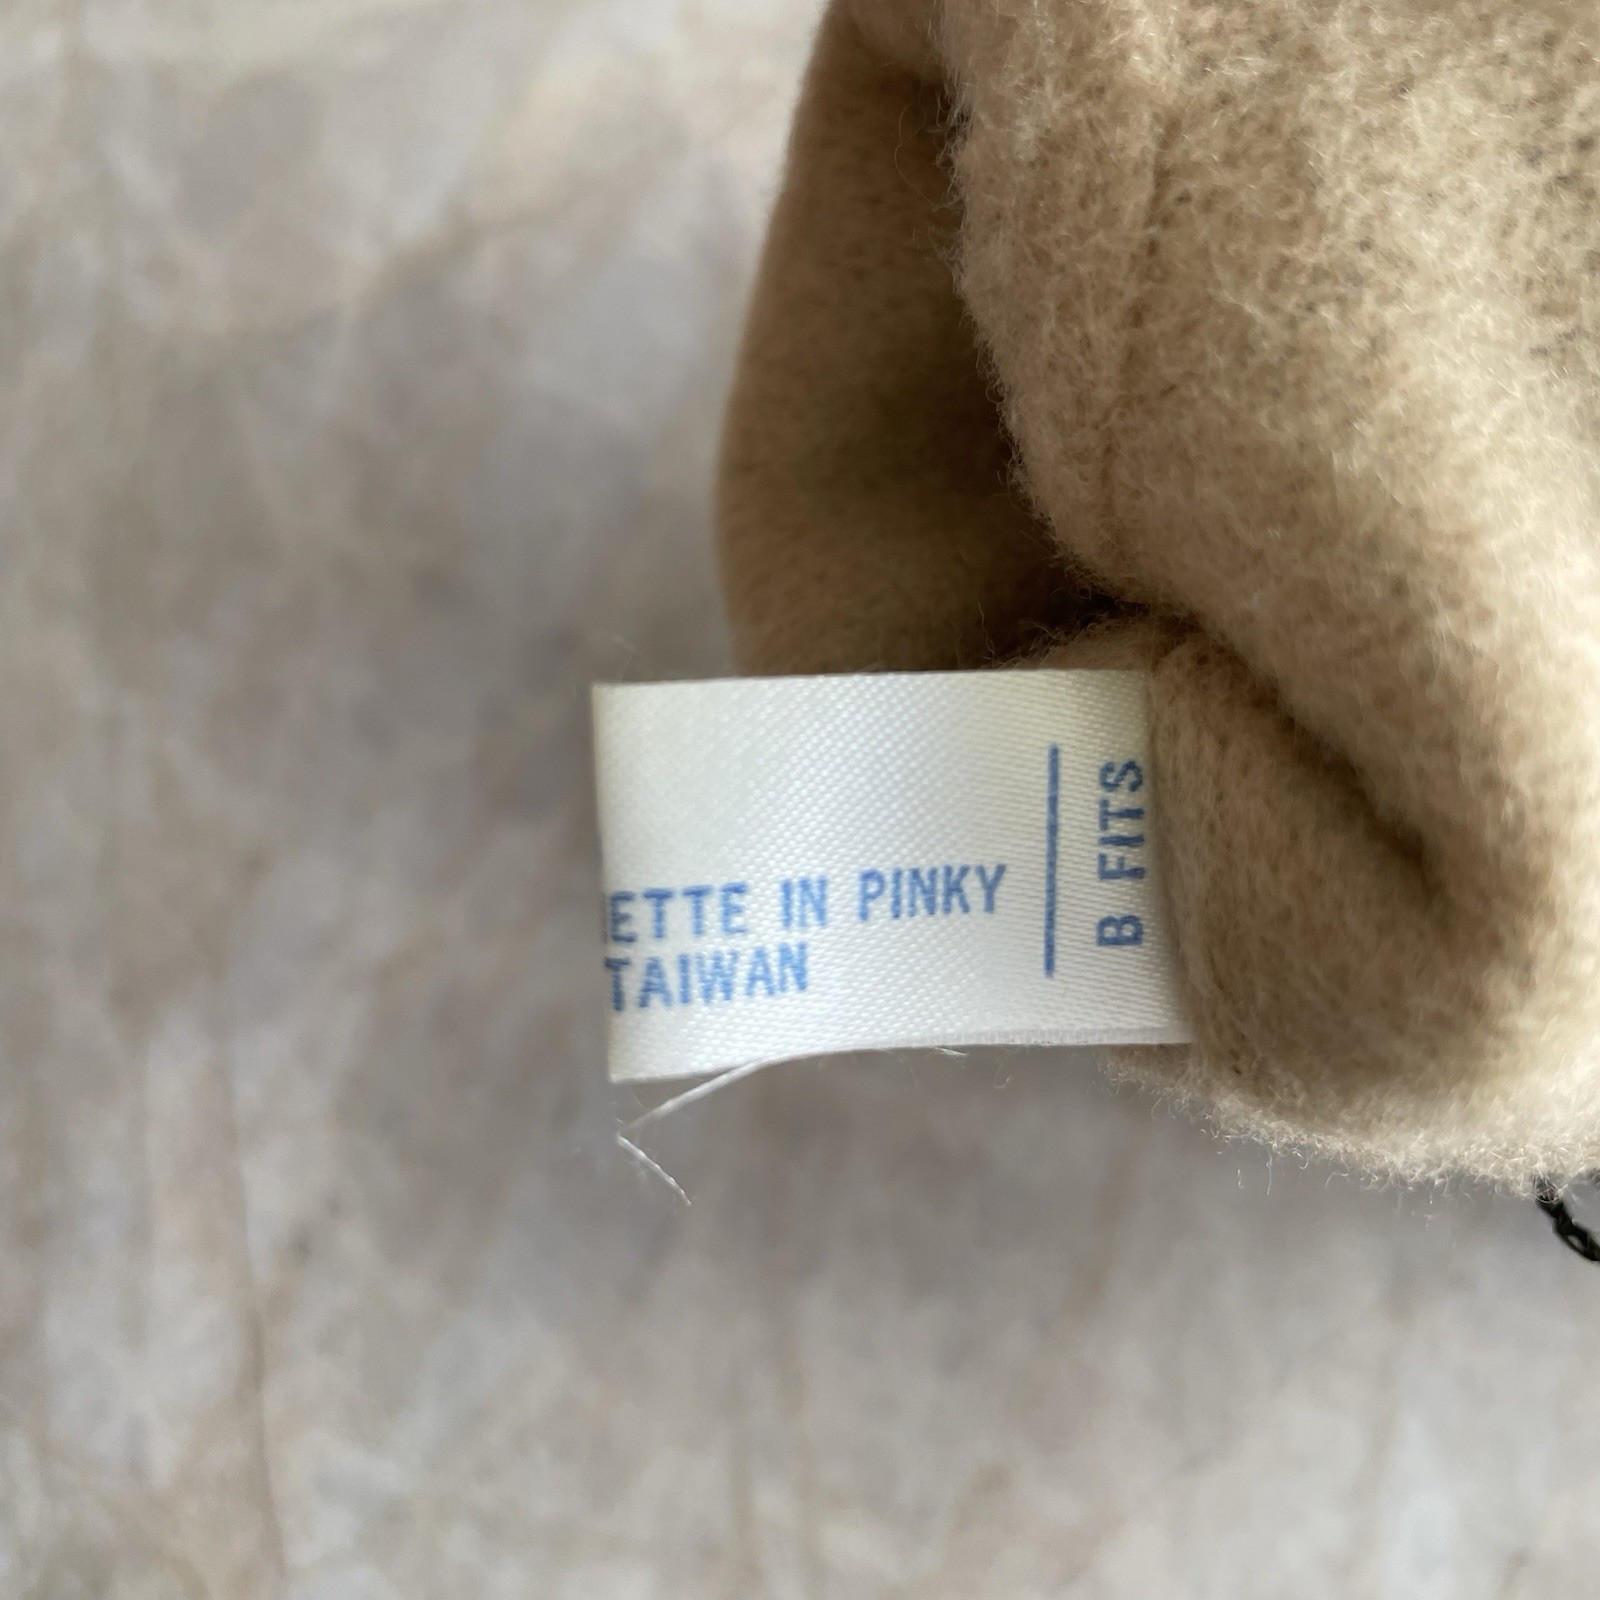 ETTE IN PINKY
TAIWAN
B FITS